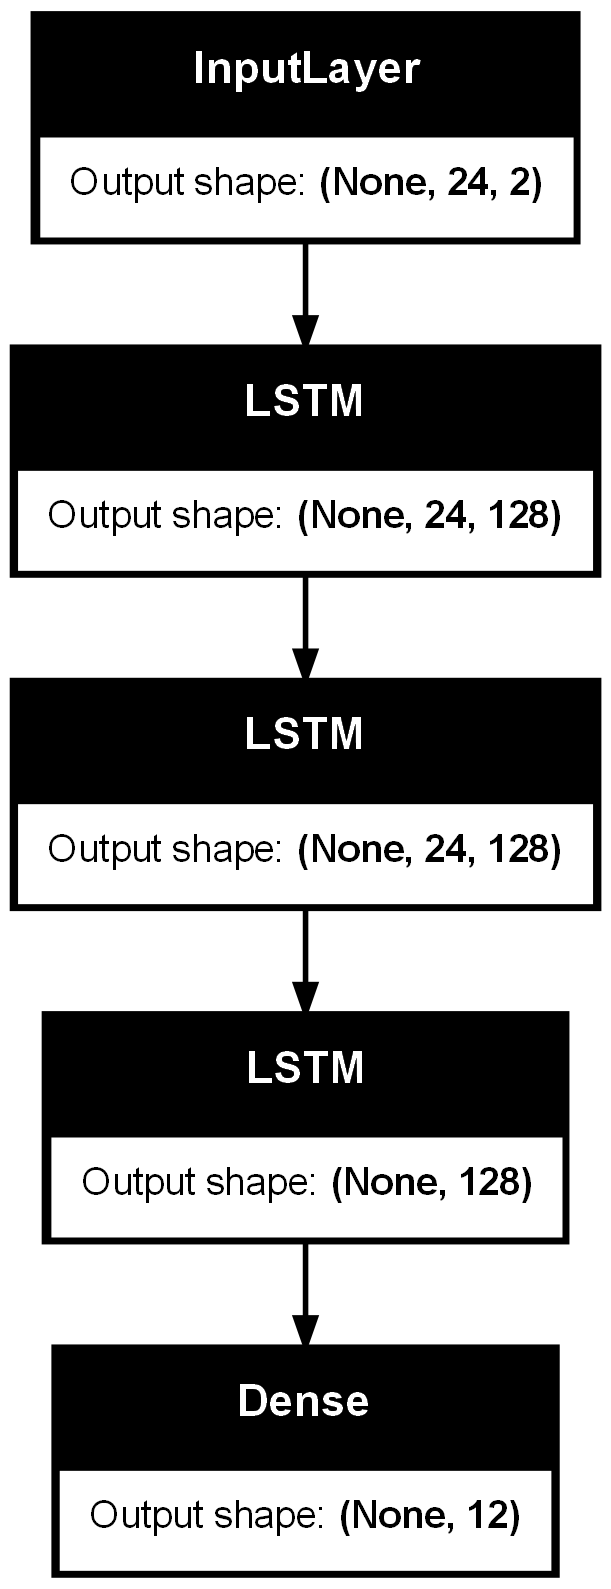 InputLayer
Output shape: (None, 24, 2)
LSTM
Output shape: (None, 24, 128)
LSTM
Output shape: (None, 24, 128)
LSTM
Output shape: (None, 128)
Dense
Output shape: (None, 12)